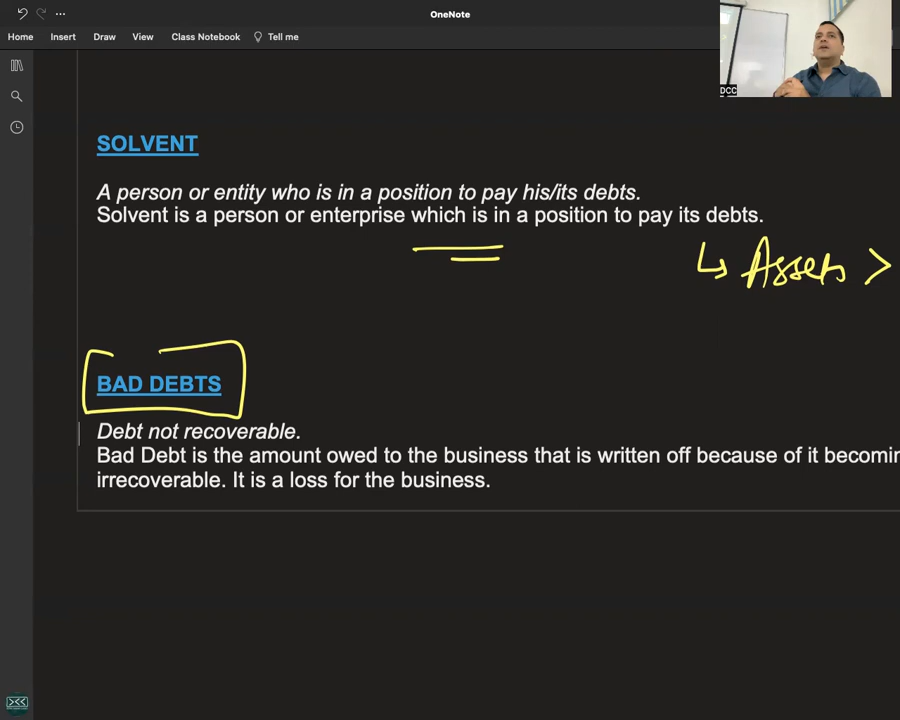 OneNote
Home Insert Draw View Class Notebook Tell me
DCC
SOLVENT
A person or entity who is in a position to pay his/its debts.
Solvent is a person or enterprise which is in a position to pay its debts.
↳ Assets >
BAD DEBTS
Debt not recoverable.
Bad Debt is the amount owed to the business that is written off because of it becomin
irrecoverable. It is a loss for the business.